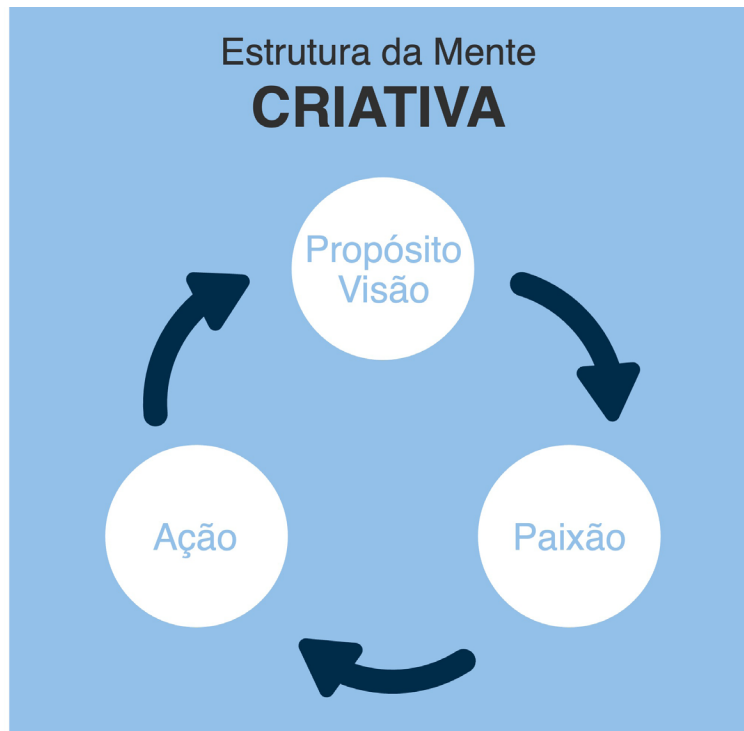 Estrutura da Mente
CRIATIVA
Propósito
Visão
Ação
Paixão